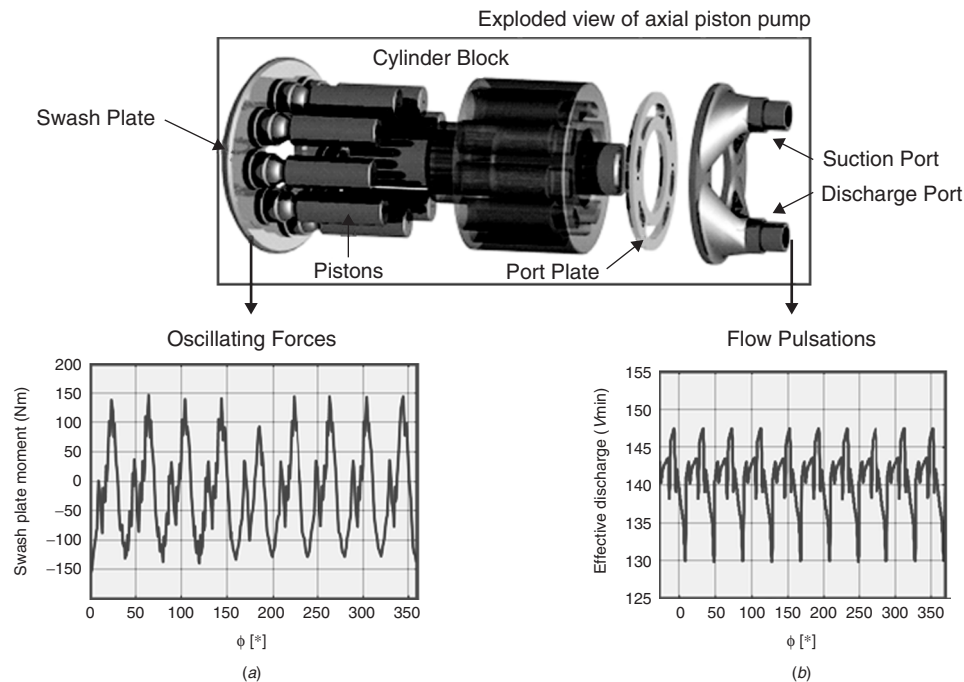 Exploded view of axial piston pump
Cylinder Block
Swash Plate
Suction Port
Discharge Port
Pistons
Port Plate
Oscillating Forces
Flow Pulsations
Swash plate moment (Nm)
200
150
100
50
0
−50
−100
−150
0 50 100 150 200 250 300 350
ϕ [*]
(a)
Effective discharge (Vmin)
155
150
145
140
135
130
125
0 50 100 150 200 250 300 350
ϕ [*]
(b)